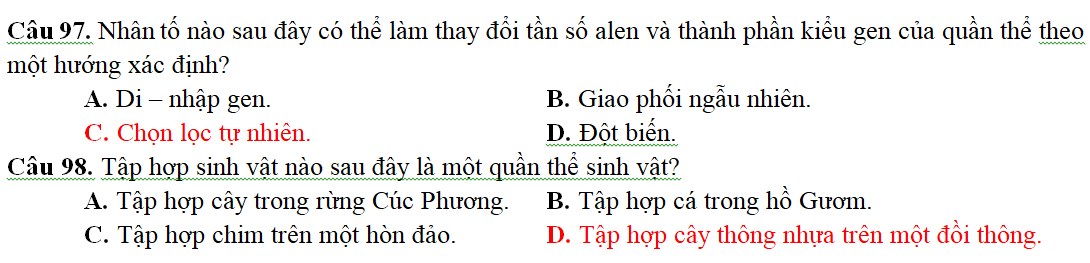 Câu 97. Nhân tố nào sau đây có thể làm thay đổi tần số alen và thành phần kiểu gen của quần thể theo
một hướng xác định?
A. Di – nhập gen. B. Giao phối ngẫu nhiên.
C. Chọn lọc tự nhiên. D. Đột biến.
Câu 98. Tập hợp sinh vật nào sau đây là một quần thể sinh vật?
A. Tập hợp cây trong rừng Cúc Phương. B. Tập hợp cá trong hồ Gươm.
C. Tập hợp chim trên một hòn đảo. D. Tập hợp cây thông nhựa trên một đồi thông.